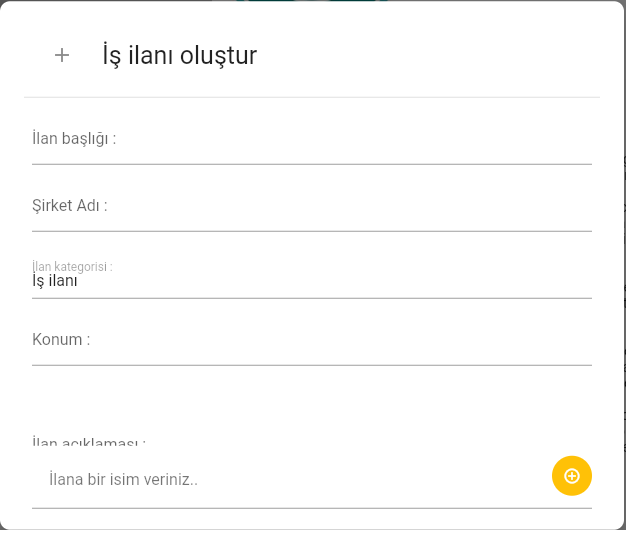 İş ilanı oluştur
İlan başlığı :
Şirket Adı :
İlan kategorisi :
İş ilanı
Konum :
İlan açıklaması :
İlana bir isim veriniz..